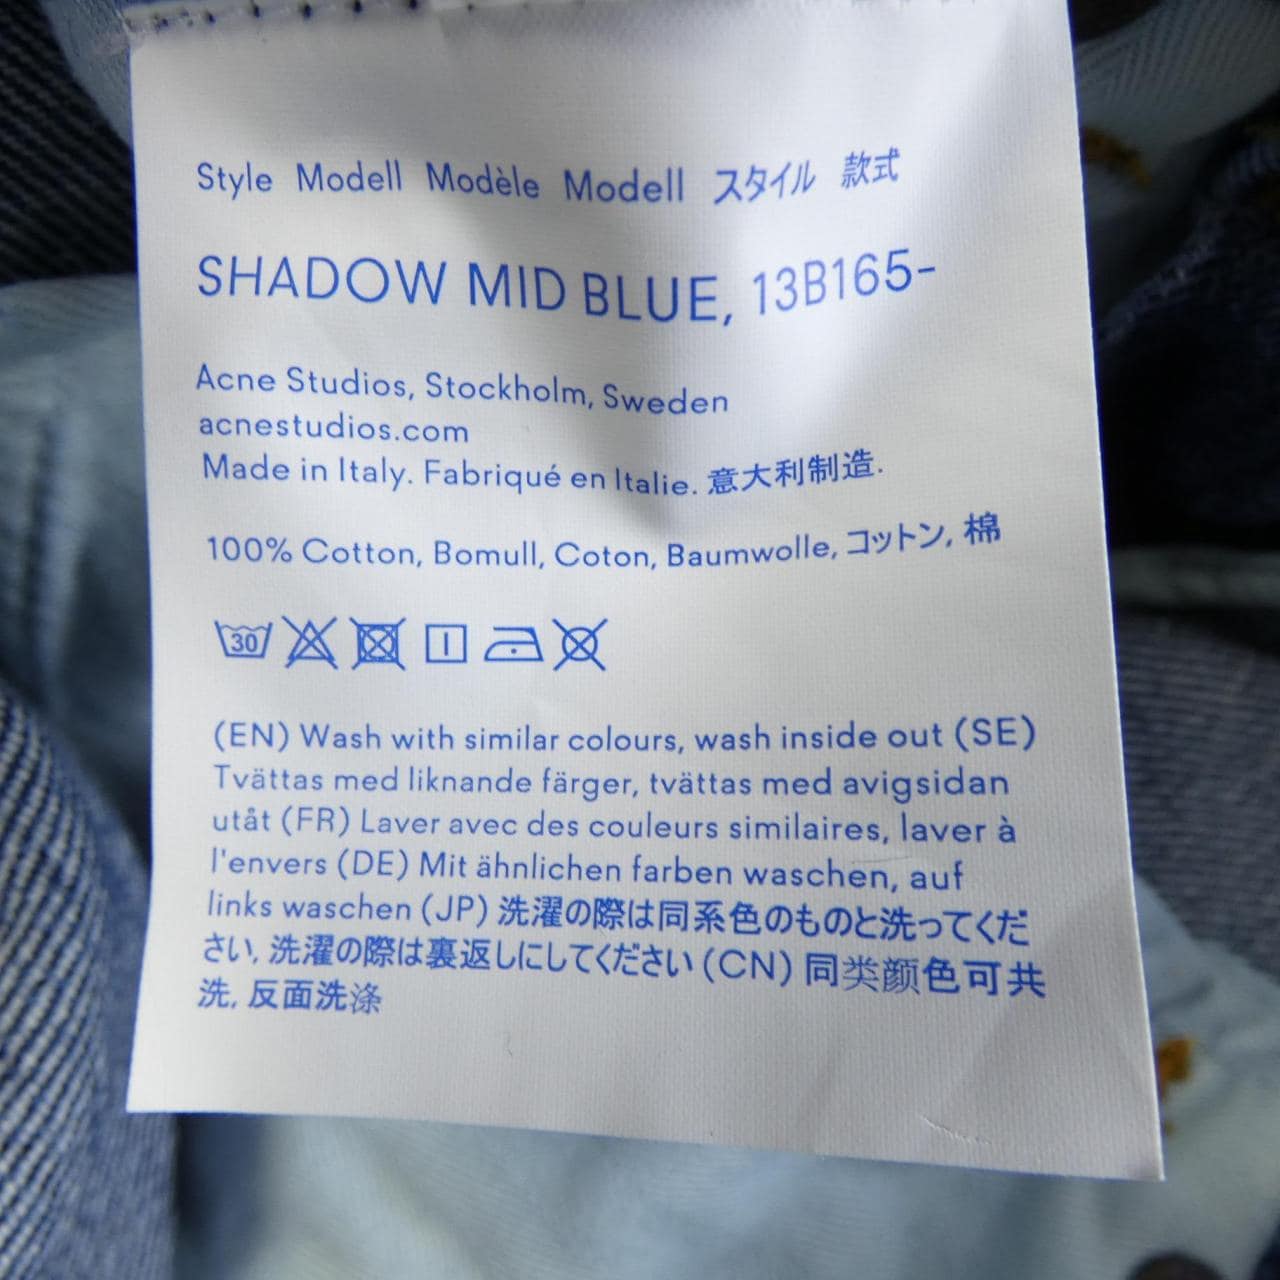 Style Modell Modèle Modell スタイル 款式
SHADOW MID BLUE, 13B165-
Acne Studios, Stockholm, Sweden
acnestudios.com
Made in Italy. Fabriqué en Italie. 意大利制造.
100% Cotton, Bomull, Coton, Baumwolle, コットン, 棉
30
(EN) Wash with similar colours, wash inside out (SE)
Tvättas med liknande färger, tvättas med avigsidan
utåt (FR) Laver avec des couleurs similaires, laver à
l'envers (DE) Mit ähnlichen farben waschen, auf
links waschen (JP) 洗濯の際は同系色のものと洗ってくだ
さい, 洗濯の際は裏返しにしてください (CN) 同类颜色可共
洗, 反面洗涤